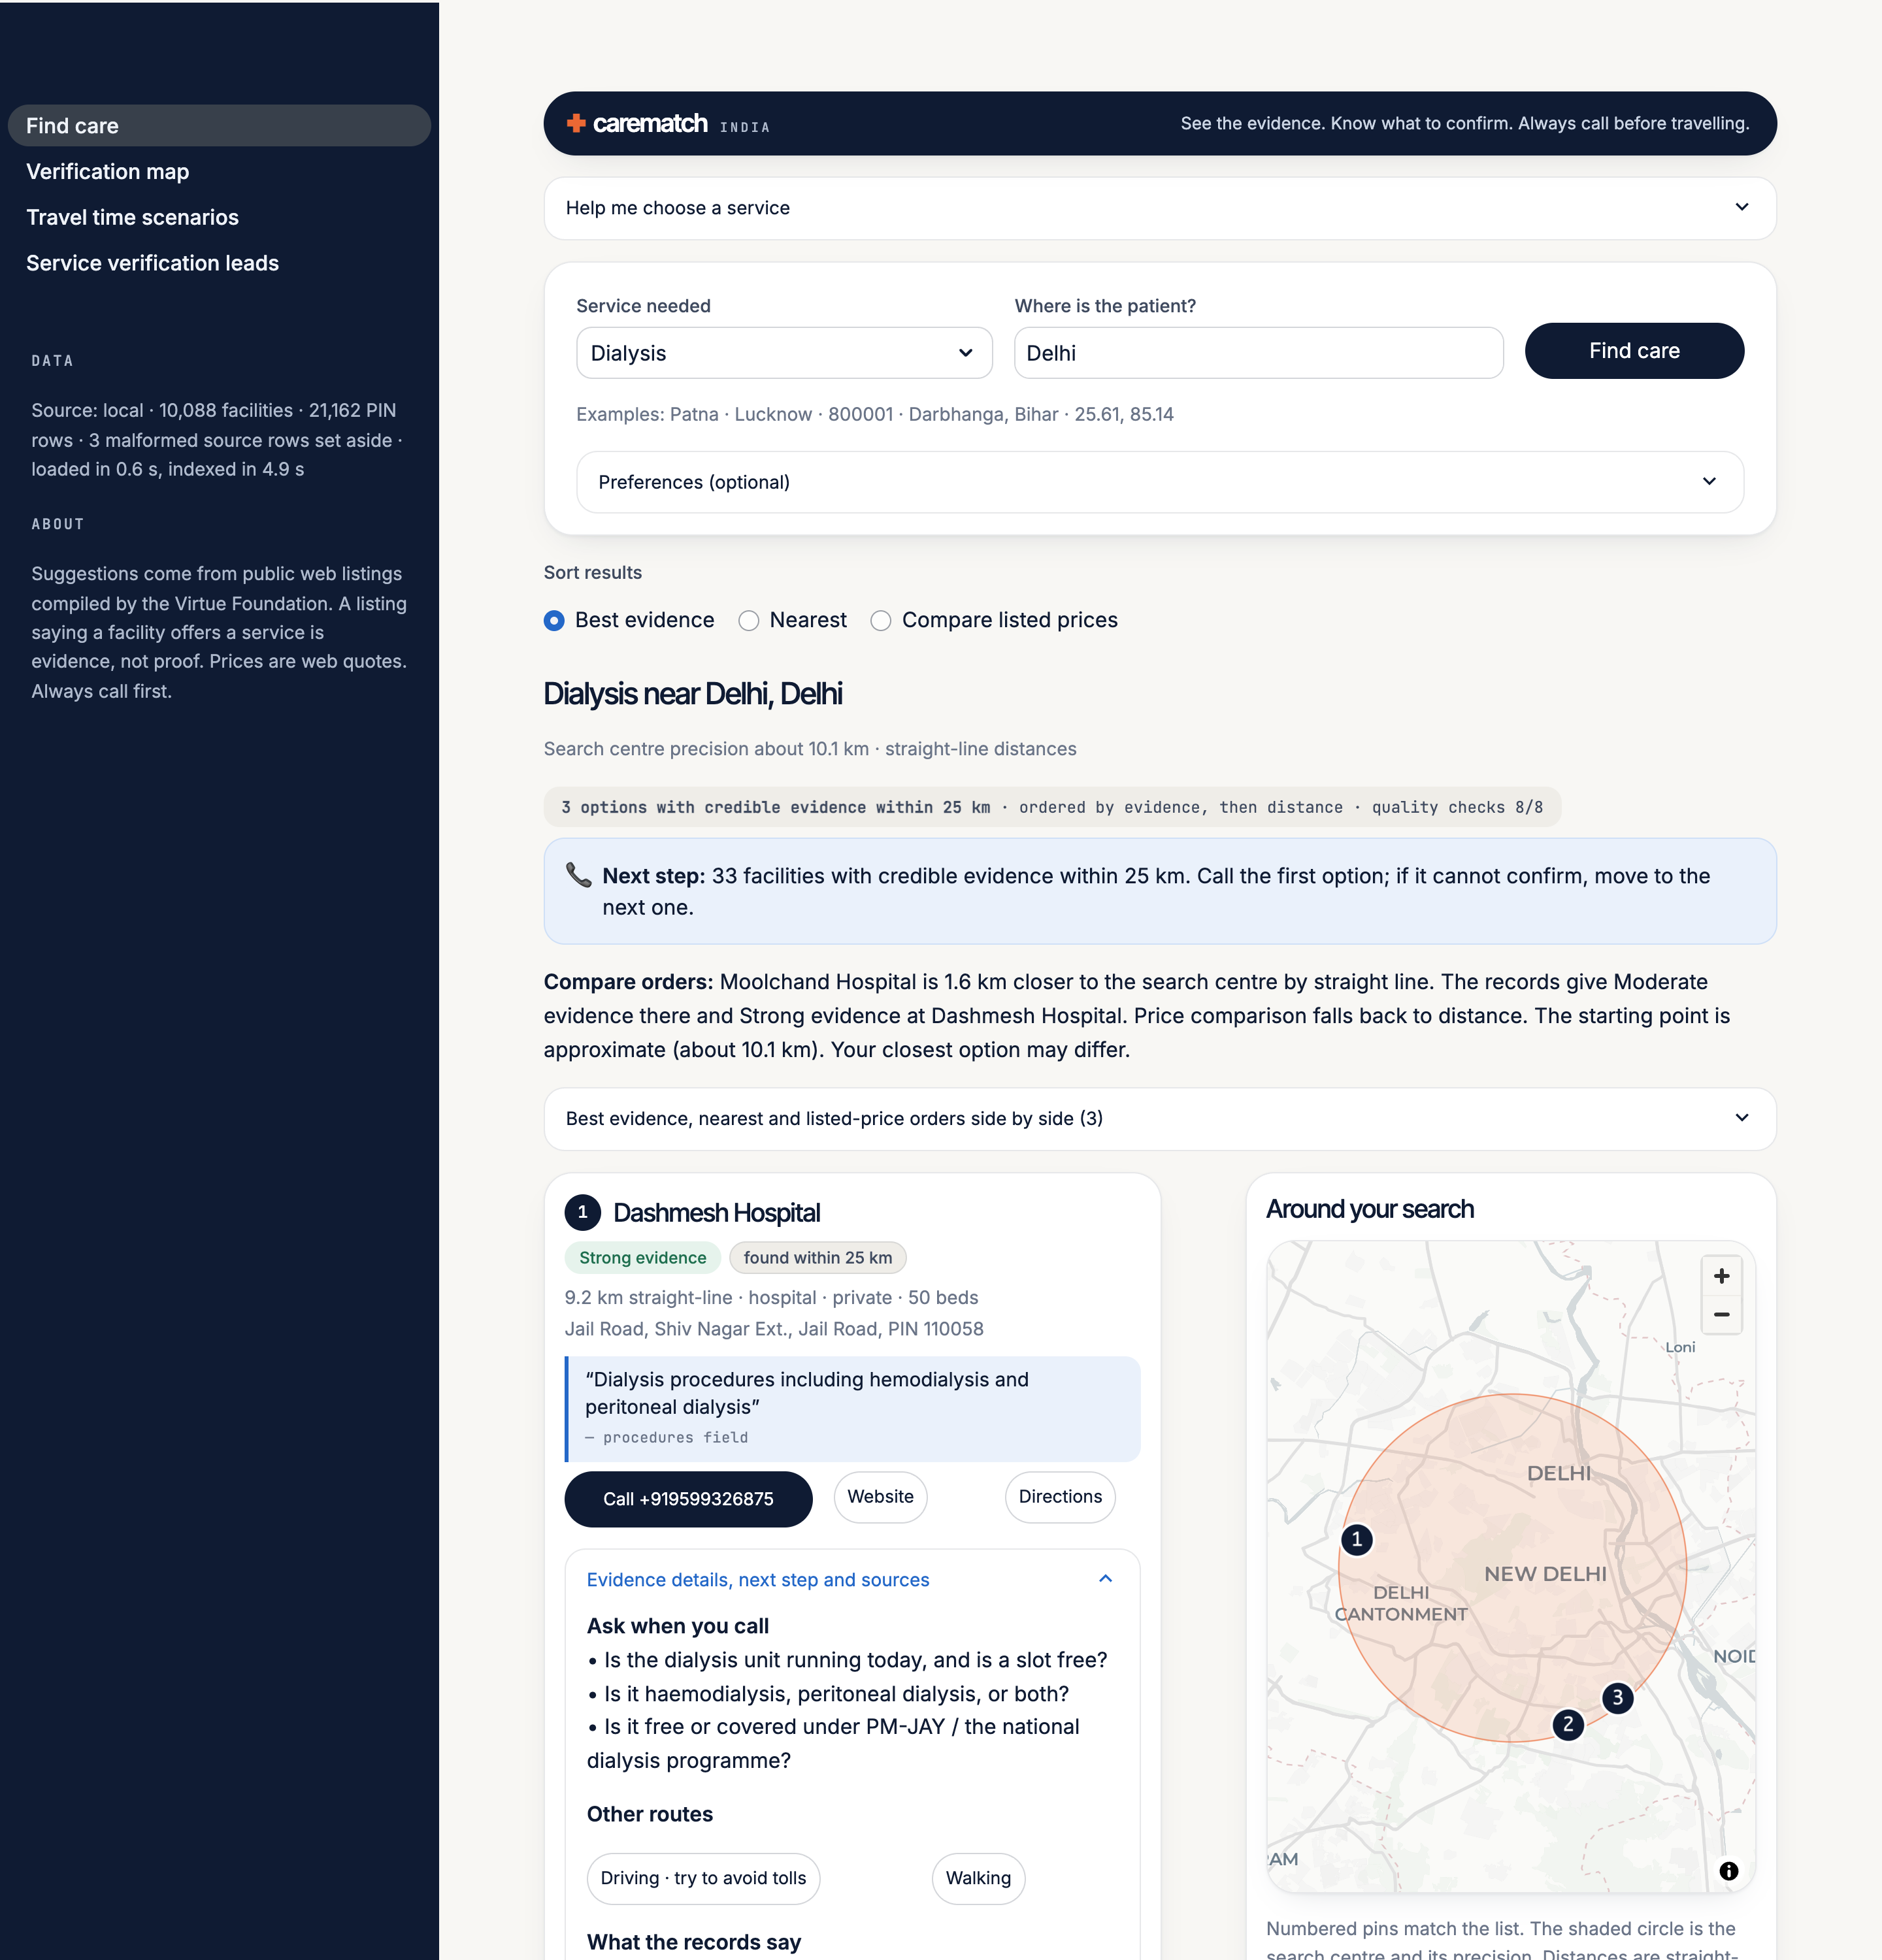 Find care
Verification map
Travel time scenarios
Service verification leads
DATA
Source: local · 10,088 facilities · 21,162 PIN
rows · 3 malformed source rows set aside ·
loaded in 0.6 s, indexed in 4.9 s
ABOUT
Suggestions come from public web listings
compiled by the Virtue Foundation. A listing
saying a facility offers a service is
evidence, not proof. Prices are web quotes.
Always call first.
carematch INDIA
See the evidence. Know what to confirm. Always call before travelling.
Help me choose a service
Service needed
Where is the patient?
Dialysis
Delhi
Find care
Examples: Patna · Lucknow · 800001 · Darbhanga, Bihar · 25.61, 85.14
Preferences (optional)
Sort results
Best evidence
Nearest
Compare listed prices
Dialysis near Delhi, Delhi
Search centre precision about 10.1 km · straight-line distances
3 options with credible evidence within 25 km · ordered by evidence, then distance · quality checks 8/8
Next step: 33 facilities with credible evidence within 25 km. Call the first option; if it cannot confirm, move to the
next one.
Compare orders: Moolchand Hospital is 1.6 km closer to the search centre by straight line. The records give Moderate
evidence there and Strong evidence at Dashmesh Hospital. Price comparison falls back to distance. The starting point is
approximate (about 10.1 km). Your closest option may differ.
Best evidence, nearest and listed-price orders side by side (3)
1 Dashmesh Hospital
Strong evidence
found within 25 km
9.2 km straight-line · hospital · private · 50 beds
Jail Road, Shiv Nagar Ext., Jail Road, PIN 110058
“Dialysis procedures including hemodialysis and
peritoneal dialysis”
— procedures field
Call +919599326875
Website
Directions
Evidence details, next step and sources
Ask when you call
• Is the dialysis unit running today, and is a slot free?
• Is it haemodialysis, peritoneal dialysis, or both?
• Is it free or covered under PM-JAY / the national
dialysis programme?
Other routes
Driving · try to avoid tolls
Walking
What the records say
Around your search
+
−
Loni
DELHI
1
NEW DELHI
DELHI
CANTONMENT
NOID
3
2
AM
Numbered pins match the list. The shaded circle is the
search centre and its precision. Distances are straight-